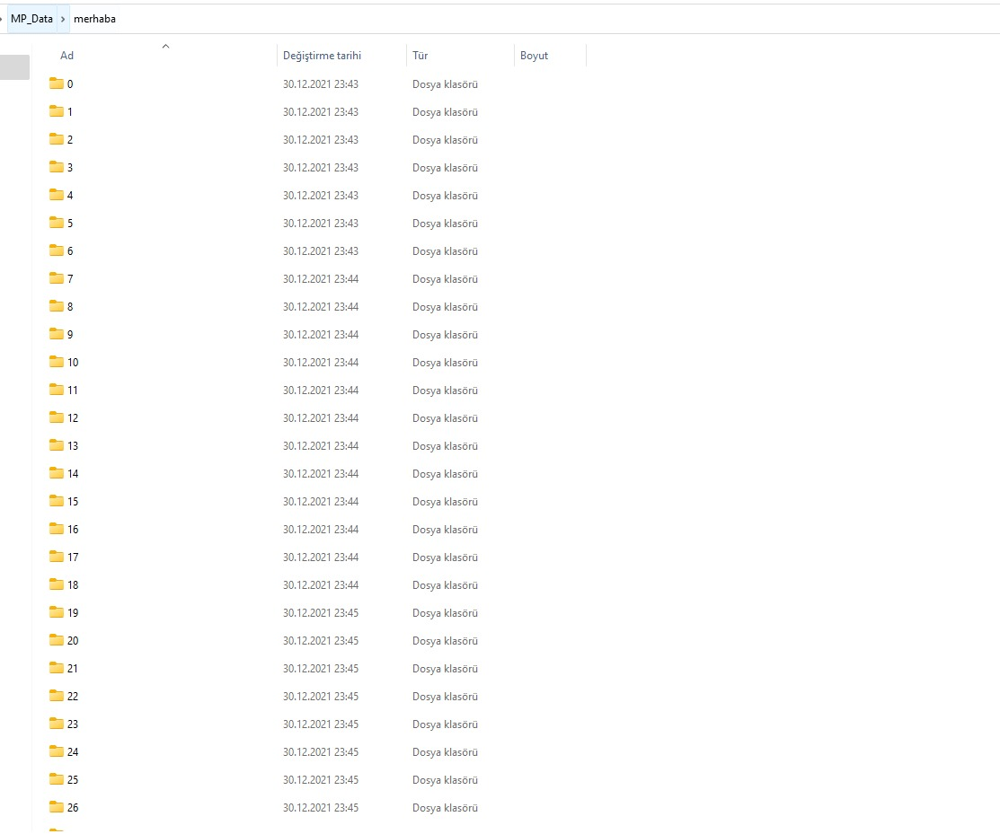 MP_Data > merhaba
Ad Değiştirme tarihi Tür Boyut
0 30.12.2021 23:43 Dosya klasörü
1 30.12.2021 23:43 Dosya klasörü
2 30.12.2021 23:43 Dosya klasörü
3 30.12.2021 23:43 Dosya klasörü
4 30.12.2021 23:43 Dosya klasörü
5 30.12.2021 23:43 Dosya klasörü
6 30.12.2021 23:43 Dosya klasörü
7 30.12.2021 23:44 Dosya klasörü
8 30.12.2021 23:44 Dosya klasörü
9 30.12.2021 23:44 Dosya klasörü
10 30.12.2021 23:44 Dosya klasörü
11 30.12.2021 23:44 Dosya klasörü
12 30.12.2021 23:44 Dosya klasörü
13 30.12.2021 23:44 Dosya klasörü
14 30.12.2021 23:44 Dosya klasörü
15 30.12.2021 23:44 Dosya klasörü
16 30.12.2021 23:44 Dosya klasörü
17 30.12.2021 23:44 Dosya klasörü
18 30.12.2021 23:44 Dosya klasörü
19 30.12.2021 23:45 Dosya klasörü
20 30.12.2021 23:45 Dosya klasörü
21 30.12.2021 23:45 Dosya klasörü
22 30.12.2021 23:45 Dosya klasörü
23 30.12.2021 23:45 Dosya klasörü
24 30.12.2021 23:45 Dosya klasörü
25 30.12.2021 23:45 Dosya klasörü
26 30.12.2021 23:45 Dosya klasörü